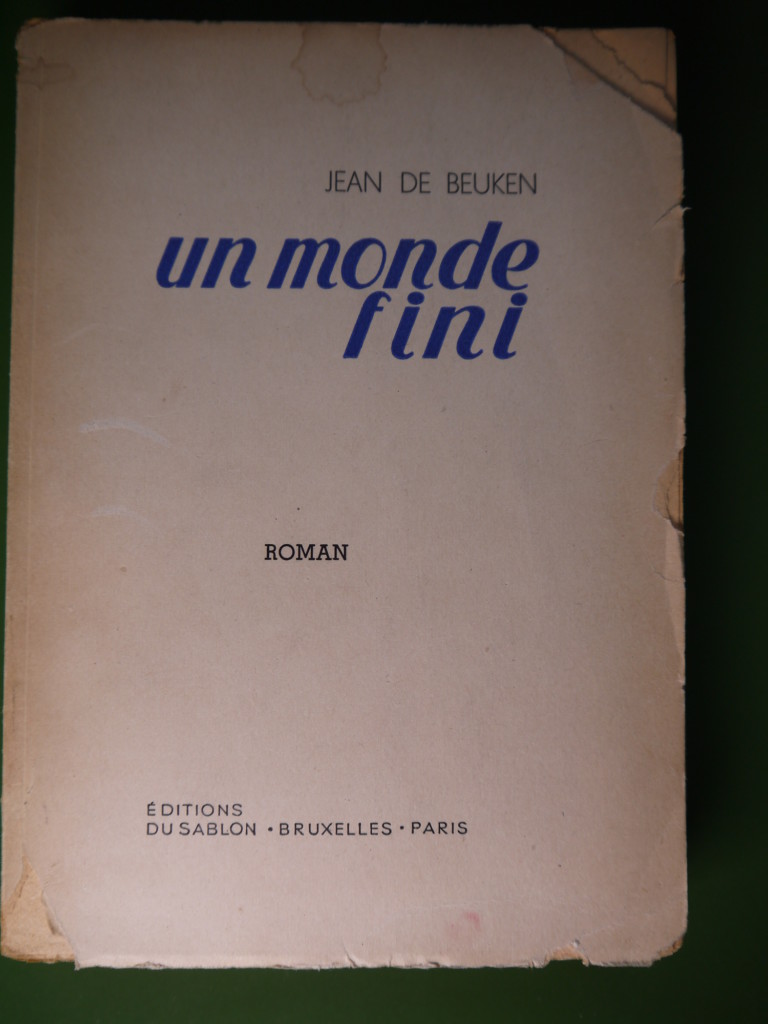 JEAN DE BEUKEN
un monde
fini
ROMAN
ÉDITIONS
DU SABLON • BRUXELLES • PARIS